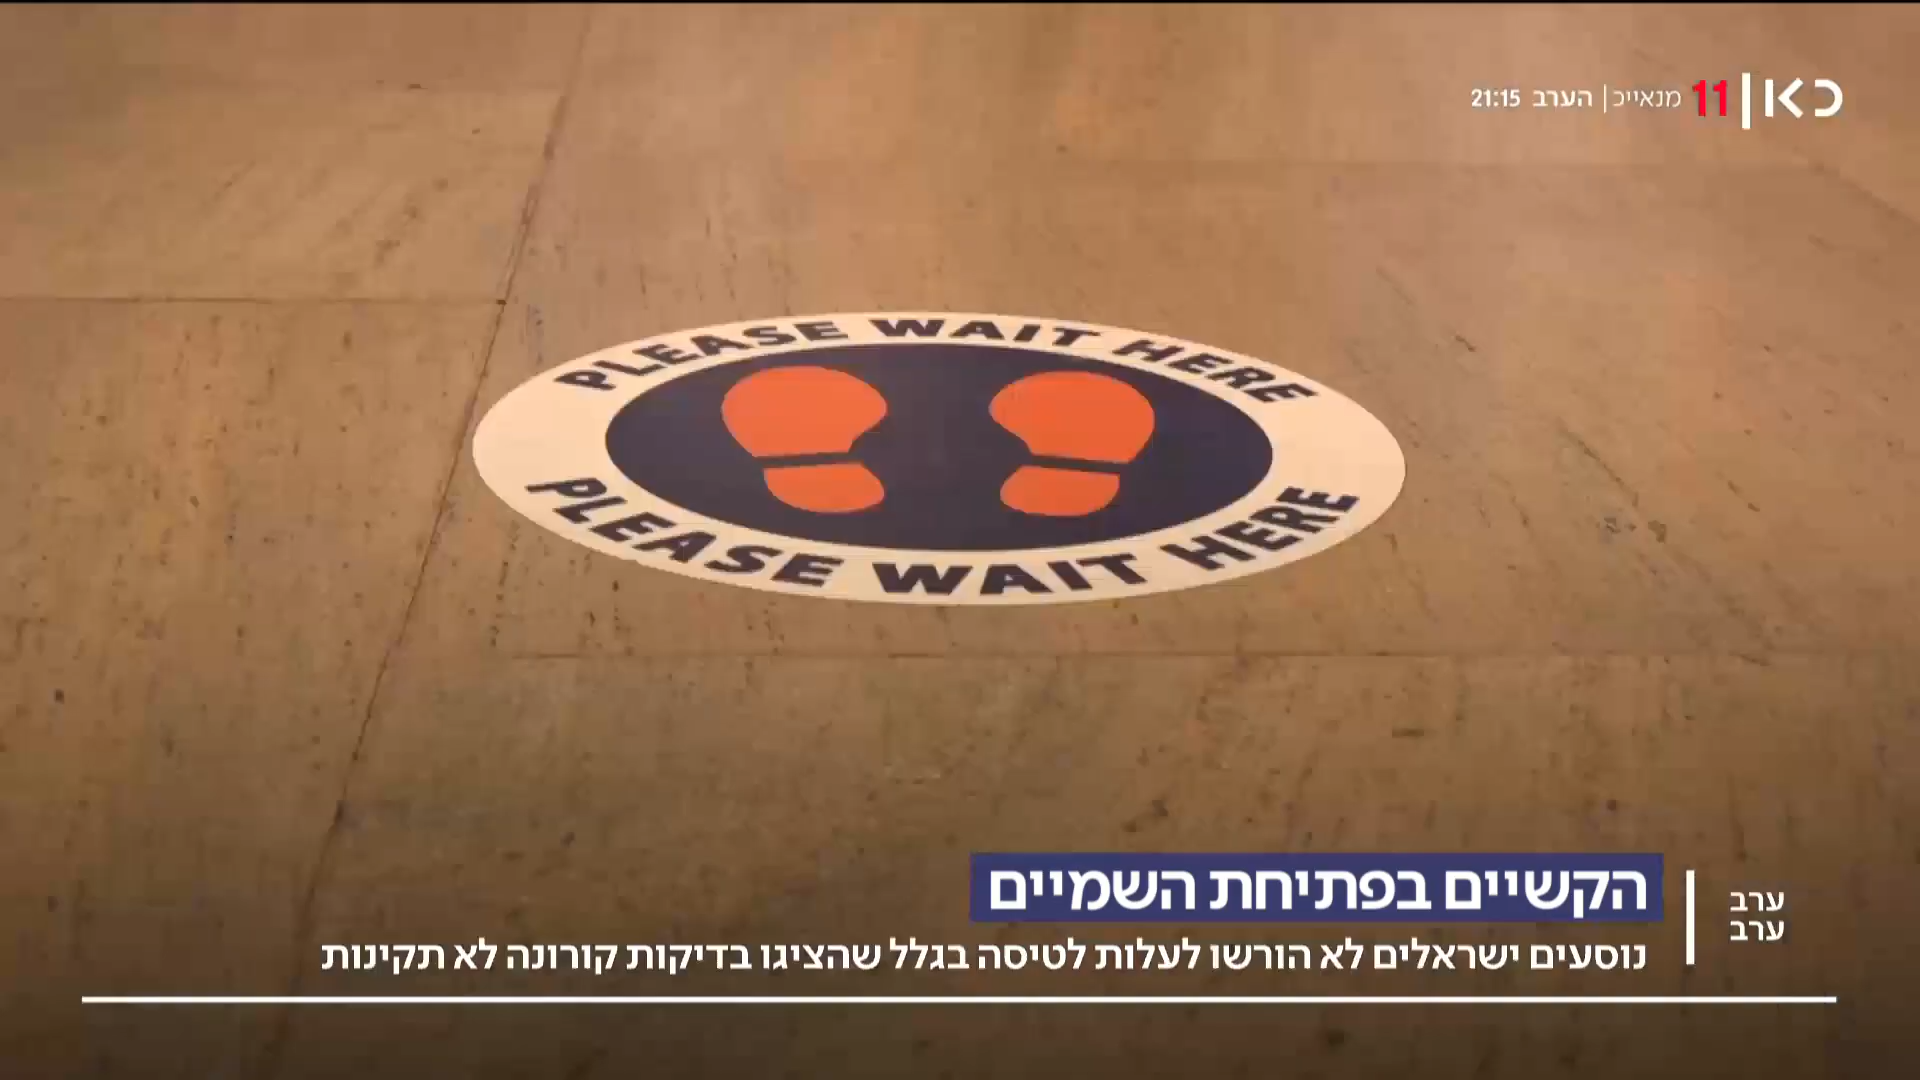 כאן 11 מנאייכ | הערב 21:15
PLEASE WAIT HERE
PLEASE WAIT HERE
ערב
ערב
הקשיים בפתיחת השמיים
נוסעים ישראלים לא הורשו לעלות לטיסה בגלל שהציגו בדיקות קורונה לא תקינות